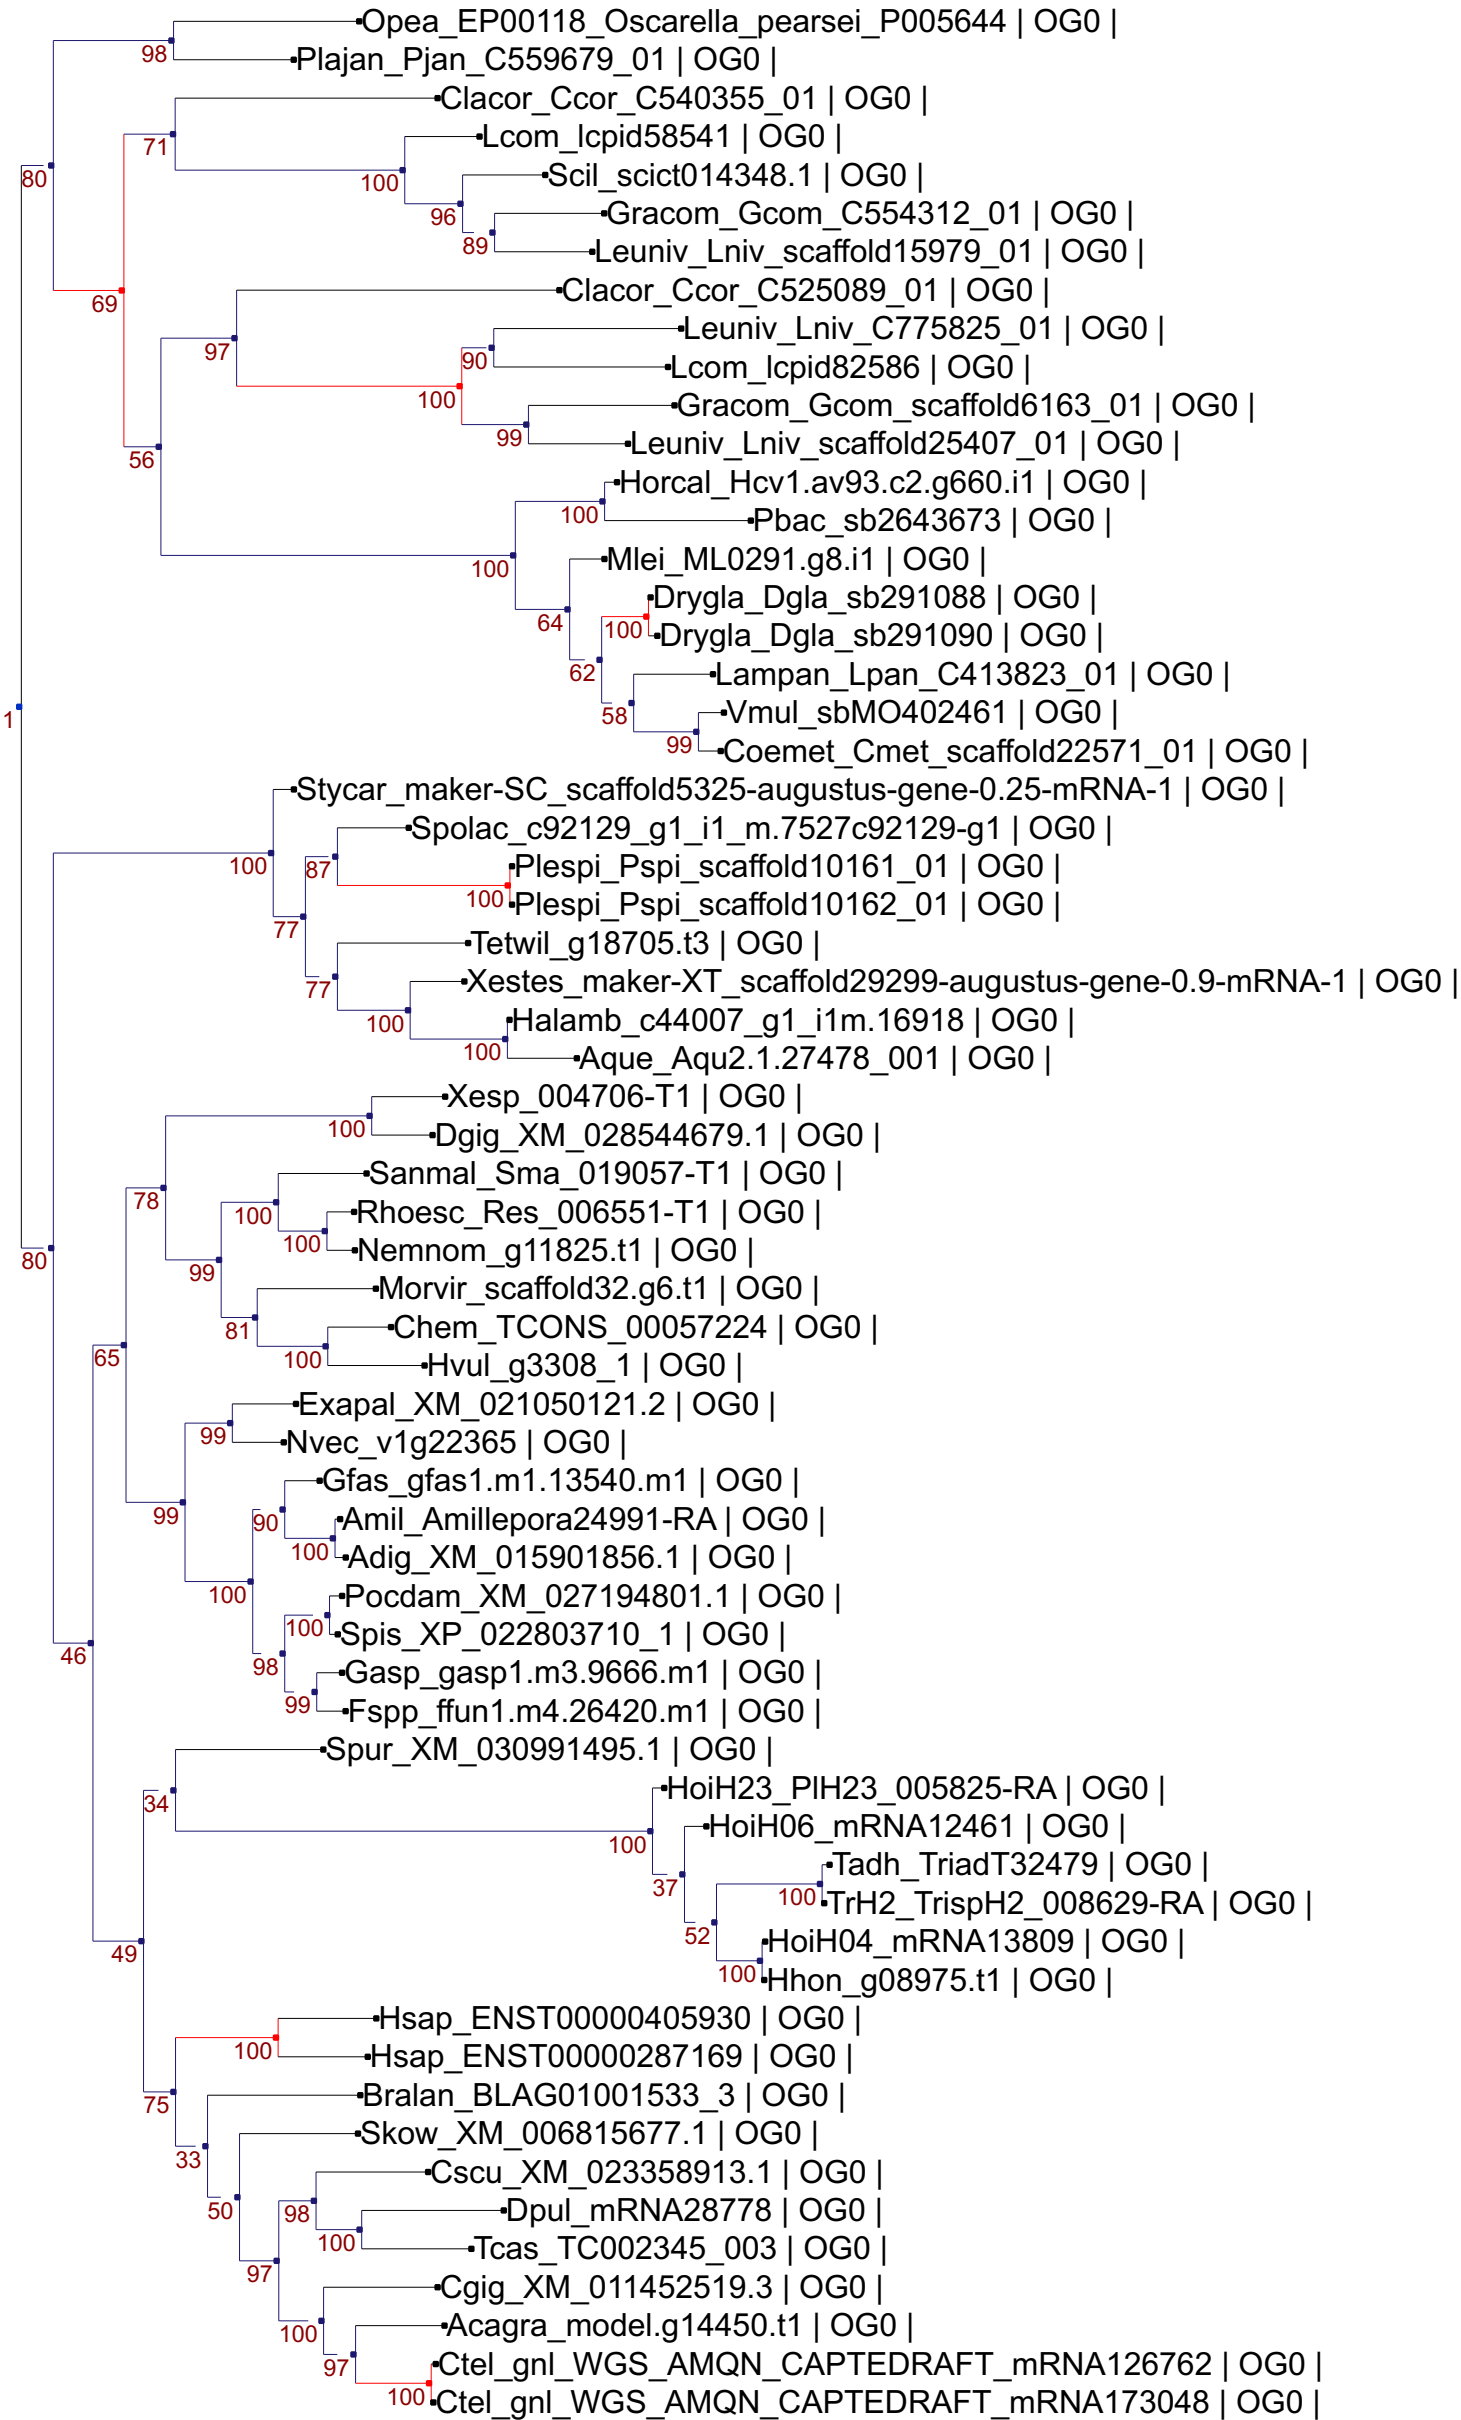 Opea_EP00118_Oscarella_pearsei_P005644 | OG0 |
98
Plajan_Pjan_C559679_01 | OG0 |
Clacor_Ccor_C540355_01 | OG0 |
71
Lcom_lcpid58541 | OG0 |
80
100
Scil_scict014348.1 | OG0 |
96
Gracom_Gcom_C554312_01 | OG0 |
89
Leuniv_Lniv_scaffold15979_01 | OG0 |
69
Clacor_Ccor_C525089_01 | OG0 |
Leuniv_Lniv_C775825_01 | OG0 |
97
90
Lcom_lcpid82586 | OG0 |
100
Gracom_Gcom_scaffold6163_01 | OG0 |
99
Leuniv_Lniv_scaffold25407_01 | OG0 |
56
Horcal_Hcv1.av93.c2.g660.i1 | OG0 |
100
Pbac_sb2643673 | OG0 |
100
Mlei_ML0291.g8.i1 | OG0 |
Drygla_Dgla_sb291088 | OG0 |
64
100
Drygla_Dgla_sb291090 | OG0 |
62
Lampan_Lpan_C413823_01 | OG0 |
1
58
Vmul_sbMO402461 | OG0 |
99
Coemet_Cmet_scaffold22571_01 | OG0 |
Stycar_maker-SC_scaffold5325-augustus-gene-0.25-mRNA-1 | OG0 |
Spolac_c92129_g1_i1_m.7527c92129-g1 | OG0 |
100
87
Plespi_Pspi_scaffold10161_01 | OG0 |
100
Plespi_Pspi_scaffold10162_01 | OG0 |
77
Tetwil_g18705.t3 | OG0 |
77
Xestes_maker-XT_scaffold29299-augustus-gene-0.9-mRNA-1 | OG0 |
100
Halamb_c44007_g1_i1m.16918 | OG0 |
100
Aque_Aqu2.1.27478_001 | OG0 |
Xesp_004706-T1 | OG0 |
100
Dgig_XM_028544679.1 | OG0 |
Sanmal_Sma_019057-T1 | OG0 |
78
100
Rhoesc_Res_006551-T1 | OG0 |
100
Nemnom_g11825.t1 | OG0 |
80
99
Morvir_scaffold32.g6.t1 | OG0 |
81
Chem_TCONS_00057224 | OG0 |
65
100
Hvul_g3308_1 | OG0 |
Exapal_XM_021050121.2 | OG0 |
99
Nvec_v1g22365 | OG0 |
Gfas_gfas1.m1.13540.m1 | OG0 |
99
90
Amil_Amillepora24991-RA | OG0 |
100
Adig_XM_015901856.1 | OG0 |
100
Pocdam_XM_027194801.1 | OG0 |
100
Spis_XP_022803710_1 | OG0 |
46
98
Gasp_gasp1.m3.9666.m1 | OG0 |
99
Fspp_ffun1.m4.26420.m1 | OG0 |
Spur_XM_030991495.1 | OG0 |
34
HoiH23_PlH23_005825-RA | OG0 |
100
HoiH06_mRNA12461 | OG0 |
37
Tadh_TriadT32479 | OG0 |
100
TrH2_TrispH2_008629-RA | OG0 |
52
HoiH04_mRNA13809 | OG0 |
49
100
Hhon_g08975.t1 | OG0 |
Hsap_ENST00000405930 | OG0 |
100
Hsap_ENST00000287169 | OG0 |
75
Bralan_BLAG01001533_3 | OG0 |
33
Skow_XM_006815677.1 | OG0 |
Cscu_XM_023358913.1 | OG0 |
50
98
Dpul_mRNA28778 | OG0 |
100
Tcas_TC002345_003 | OG0 |
97
Cgig_XM_011452519.3 | OG0 |
100
Acagra_model.g14450.t1 | OG0 |
97
Ctel_gnl_WGS_AMQN_CAPTEDRAFT_mRNA126762 | OG0 |
100
Ctel_gnl_WGS_AMQN_CAPTEDRAFT_mRNA173048 | OG0 |